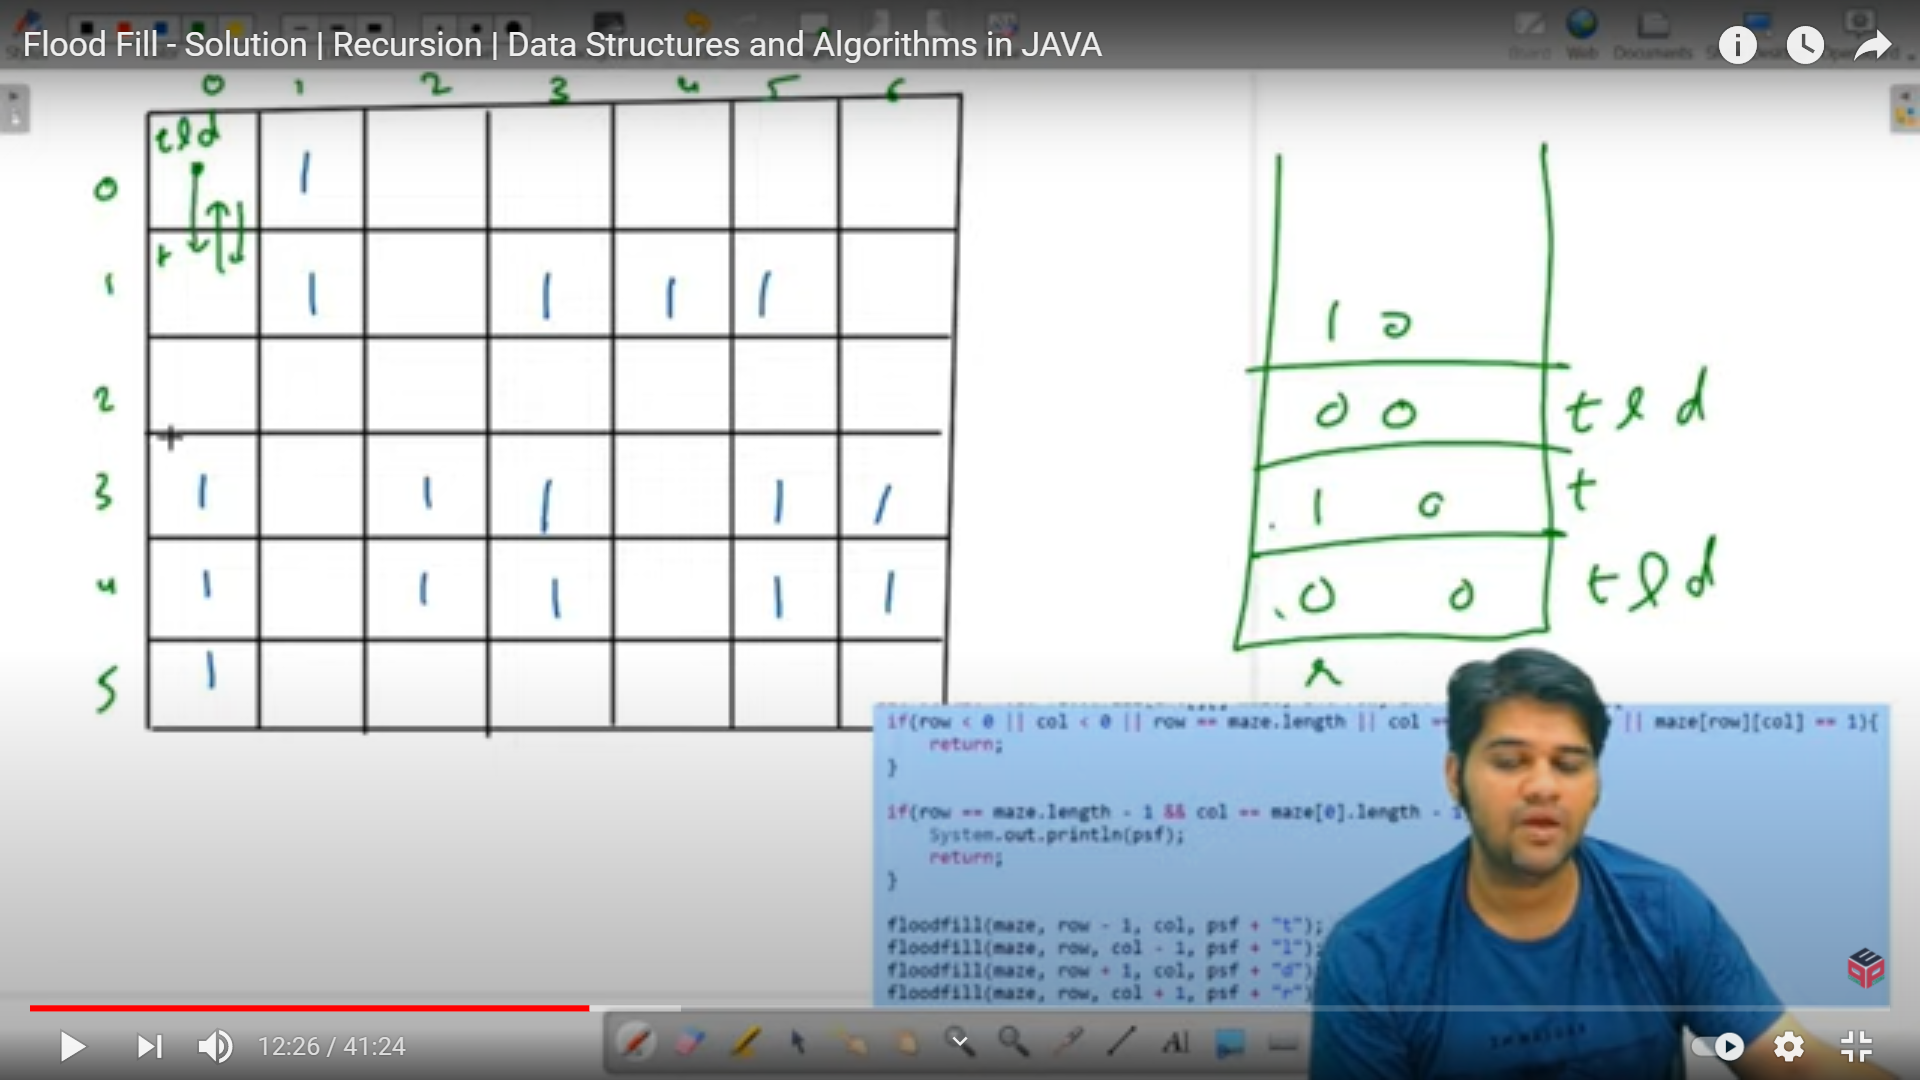 Flood Fill - Solution | Recursion | Data Structures and Algorithms in JAVA
Board Web Documents
0 1 2 3 4 5 6
t l d
0 1
t
1 1 1 1 1
2
3 1 1 1 1 1
4 1 1 1 1 1
5 1
1 0
0 0 t l d
1 0 t
0 0 t l d
r
if(row < 0 || col < 0 || row == maze.length || col == || maze[row][col] == 1){
return;
}
if(row == maze.length - 1 && col == maze[0].length - 1
System.out.println(psf);
return;
}
floodfill(maze, row - 1, col, psf + "t");
floodfill(maze, row, col - 1, psf + "l");
floodfill(maze, row + 1, col, psf + "d")
floodfill(maze, row, col + 1, psf + "r")
12:26 / 41:24